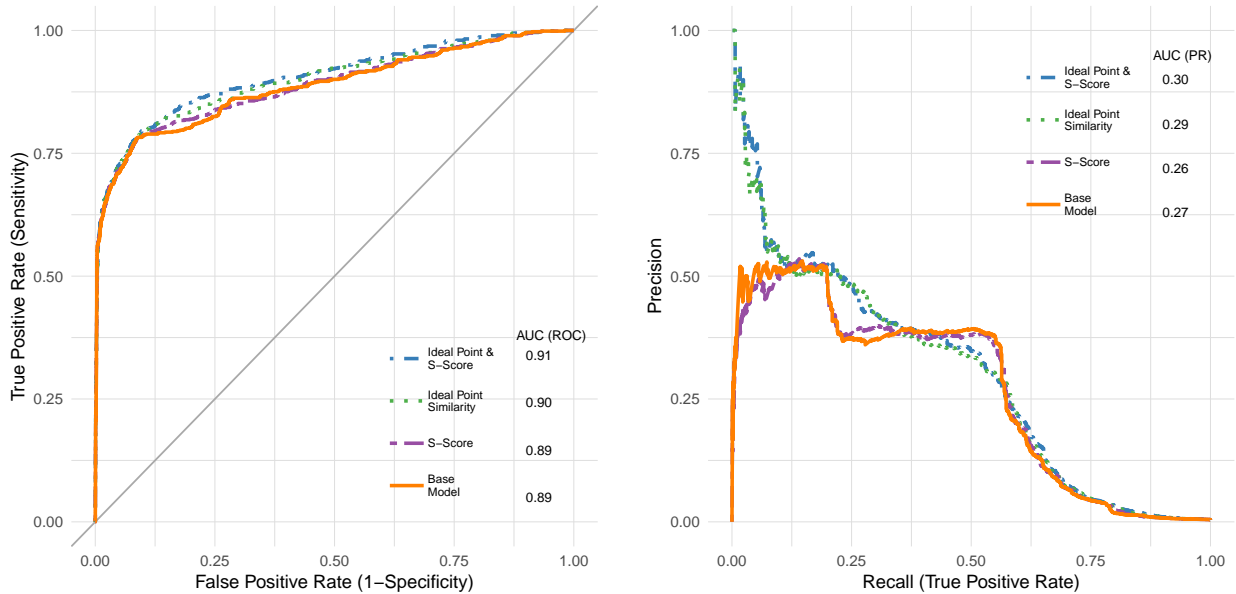 1.00
0.75
0.50
0.25
0.00
True Positive Rate (Sensitivity)
AUC (ROC)
Ideal Point &
S−Score
0.91
Ideal Point
Similarity
0.90
S−Score
0.89
Base
Model
0.89
0.00
0.25
0.50
0.75
1.00
False Positive Rate (1−Specificity)
1.00
0.75
0.50
0.25
0.00
Precision
AUC (PR)
Ideal Point &
S−Score
0.30
Ideal Point
Similarity
0.29
S−Score
0.26
Base
Model
0.27
0.00
0.25
0.50
0.75
1.00
Recall (True Positive Rate)